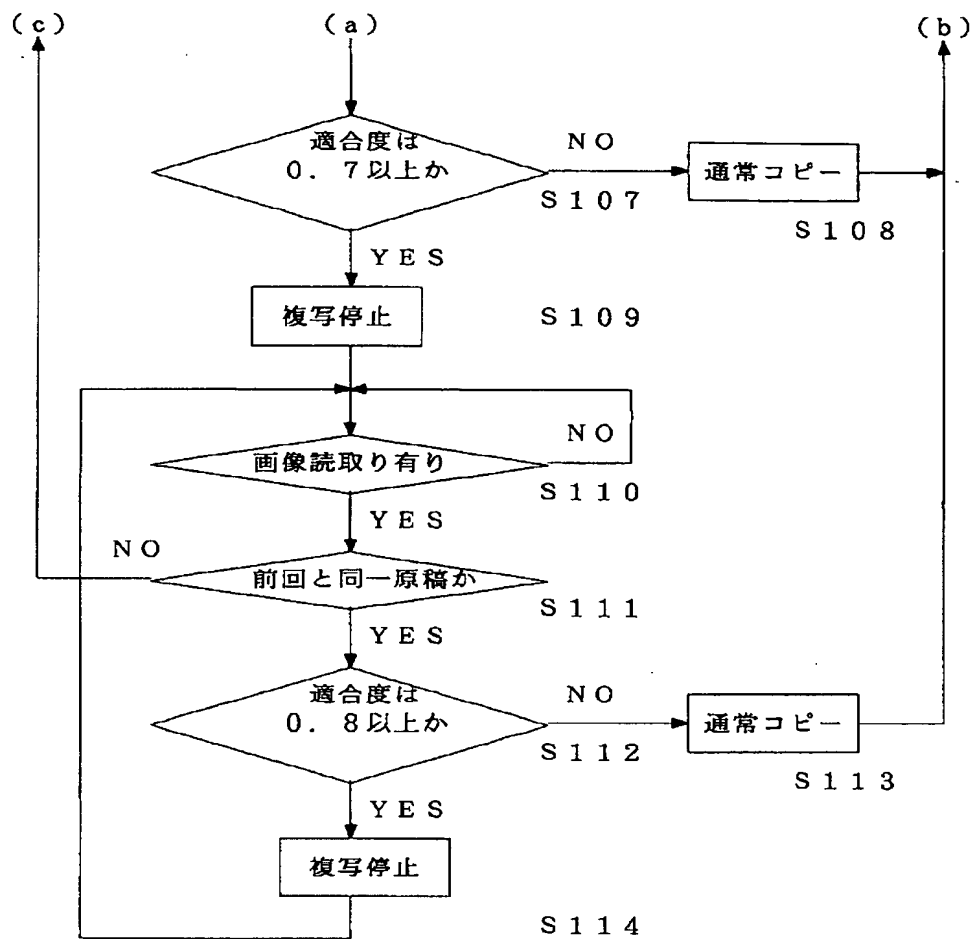 (c)
(a)
(b)
適合度は
0.7以上か
NO
S107
通常コピー
S108
YES
複写停止
S109
NO
画像読取り有り
S110
YES
NO
前回と同一原稿か
S111
YES
適合度は
0.8以上か
NO
S112
通常コピー
S113
YES
複写停止
S114